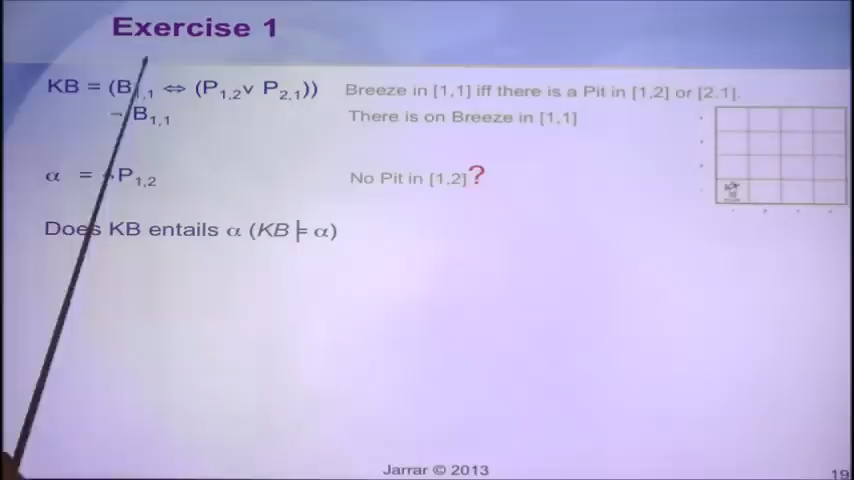 Exercise 1
KB = (B1,1 ⇔ (P1,2 ∨ P2,1)) Breeze in [1,1] iff there is a Pit in [1,2] or [2,1].
¬ B1,1 There is on Breeze in [1,1]
α = ¬P1,2 No Pit in [1,2]?
Does KB entails α (KB ⊨ α)
Jarrar © 2013
19